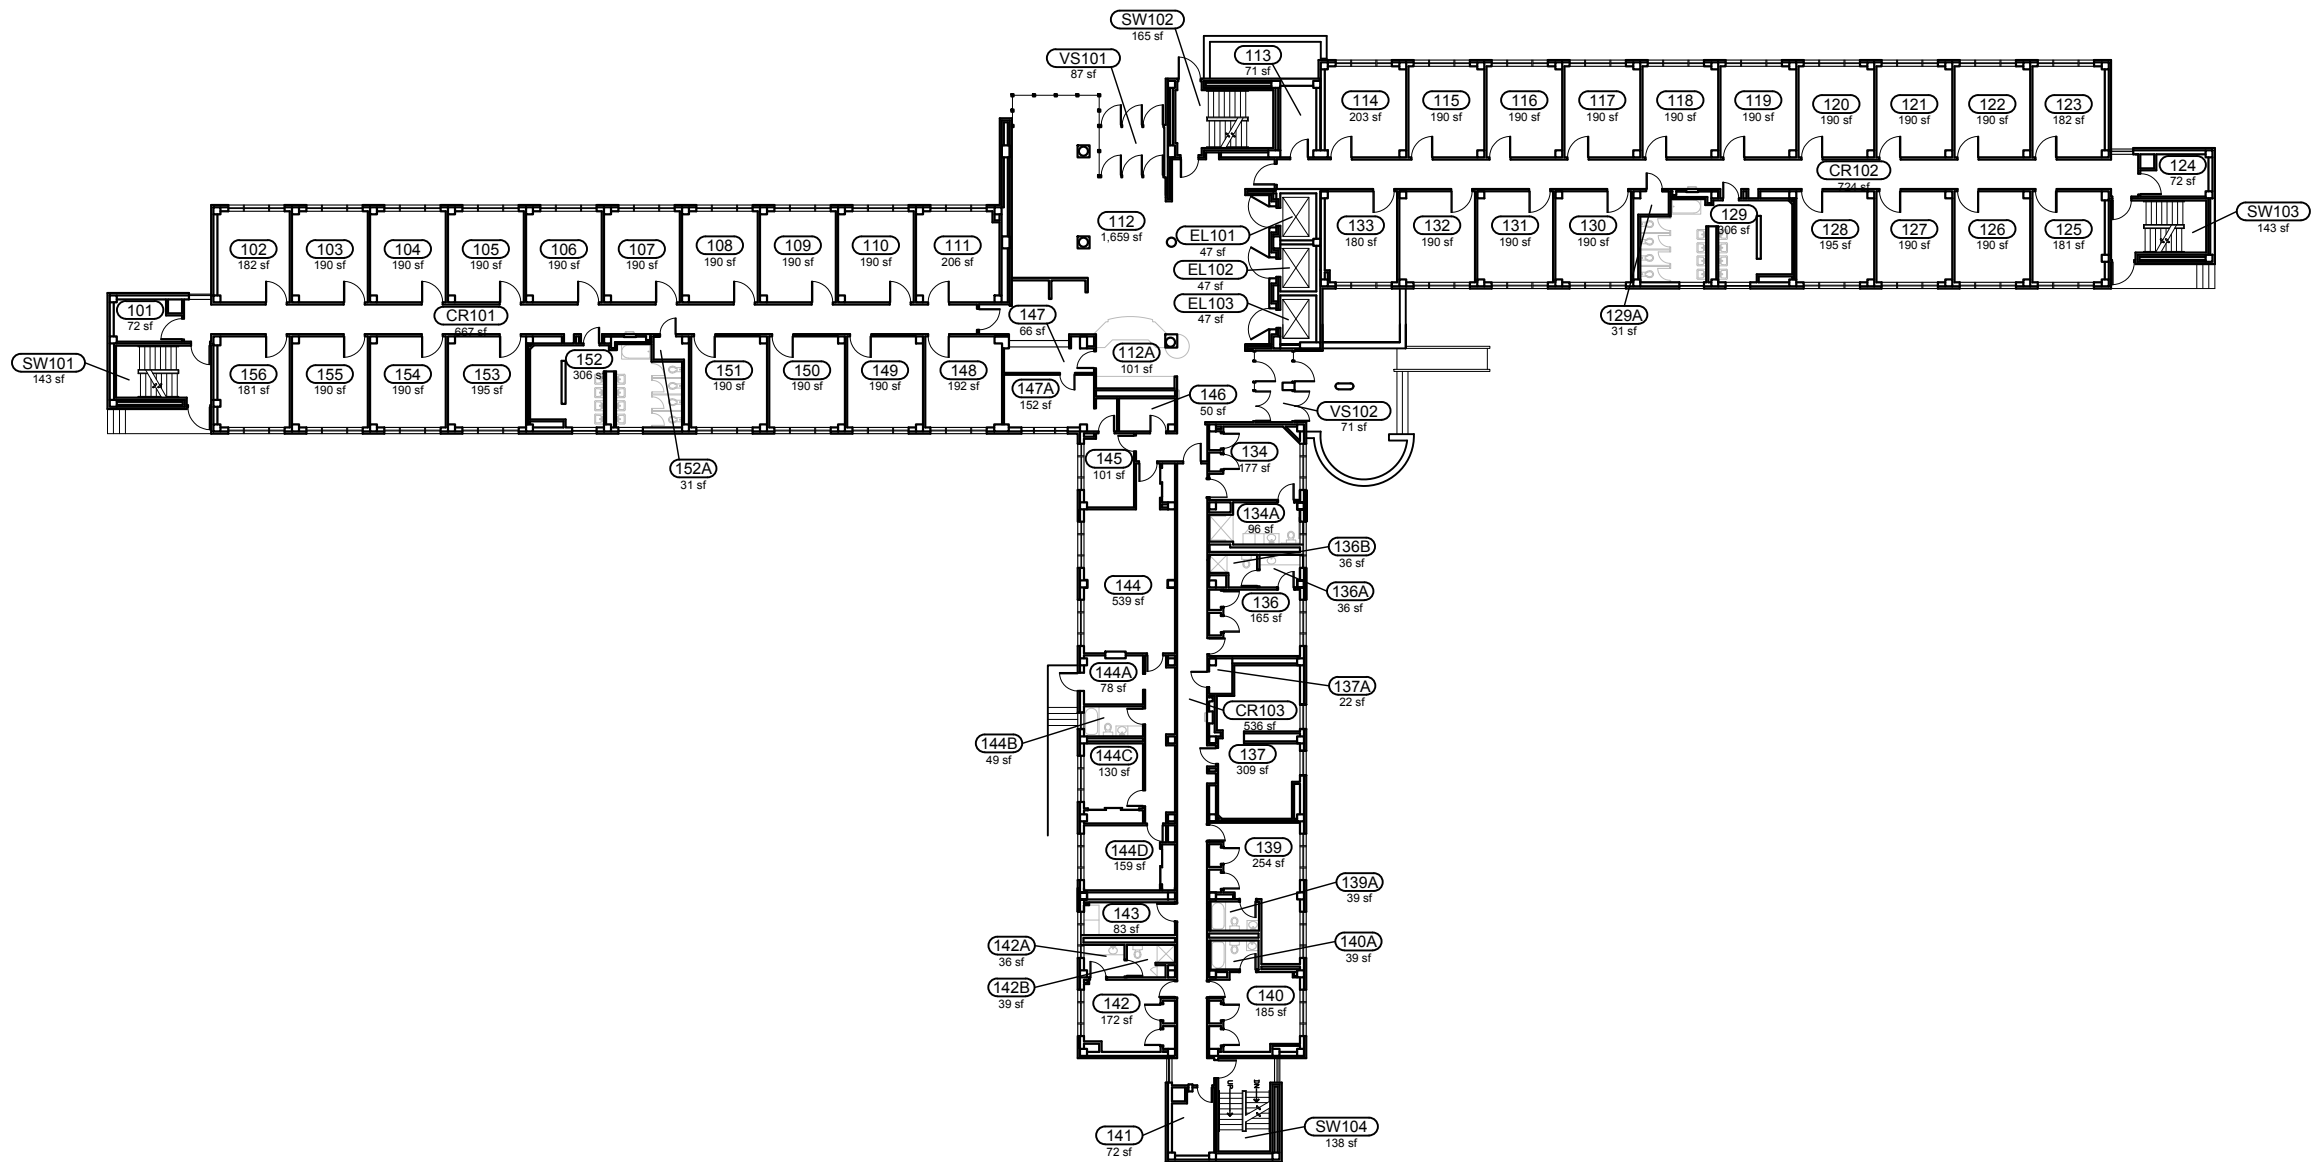 SW102
165 sf
VS101
87 sf
113
71 sf
114
203 sf
115
190 sf
116
190 sf
117
190 sf
118
190 sf
119
190 sf
120
190 sf
121
190 sf
122
190 sf
123
182 sf
CR102
724 sf
124
72 sf
SW103
143 sf
112
1,659 sf
EL101
47 sf
EL102
47 sf
EL103
47 sf
133
180 sf
132
190 sf
131
190 sf
130
190 sf
129
306 sf
128
195 sf
127
190 sf
126
190 sf
125
181 sf
129A
31 sf
102
182 sf
103
190 sf
104
190 sf
105
190 sf
106
190 sf
107
190 sf
108
190 sf
109
190 sf
110
190 sf
111
206 sf
101
72 sf
CR101
667 sf
147
66 sf
112A
101 sf
SW101
143 sf
156
181 sf
155
190 sf
154
190 sf
153
195 sf
152
306 sf
151
190 sf
150
190 sf
149
190 sf
148
192 sf
147A
152 sf
146
50 sf
VS102
71 sf
152A
31 sf
145
101 sf
134
177 sf
134A
96 sf
136B
36 sf
136A
36 sf
144
539 sf
136
165 sf
144A
78 sf
137A
22 sf
CR103
536 sf
144B
49 sf
144C
130 sf
137
309 sf
144D
159 sf
139
254 sf
139A
39 sf
143
83 sf
142A
36 sf
140A
39 sf
142B
39 sf
142
172 sf
140
185 sf
UP
DN
141
72 sf
SW104
138 sf